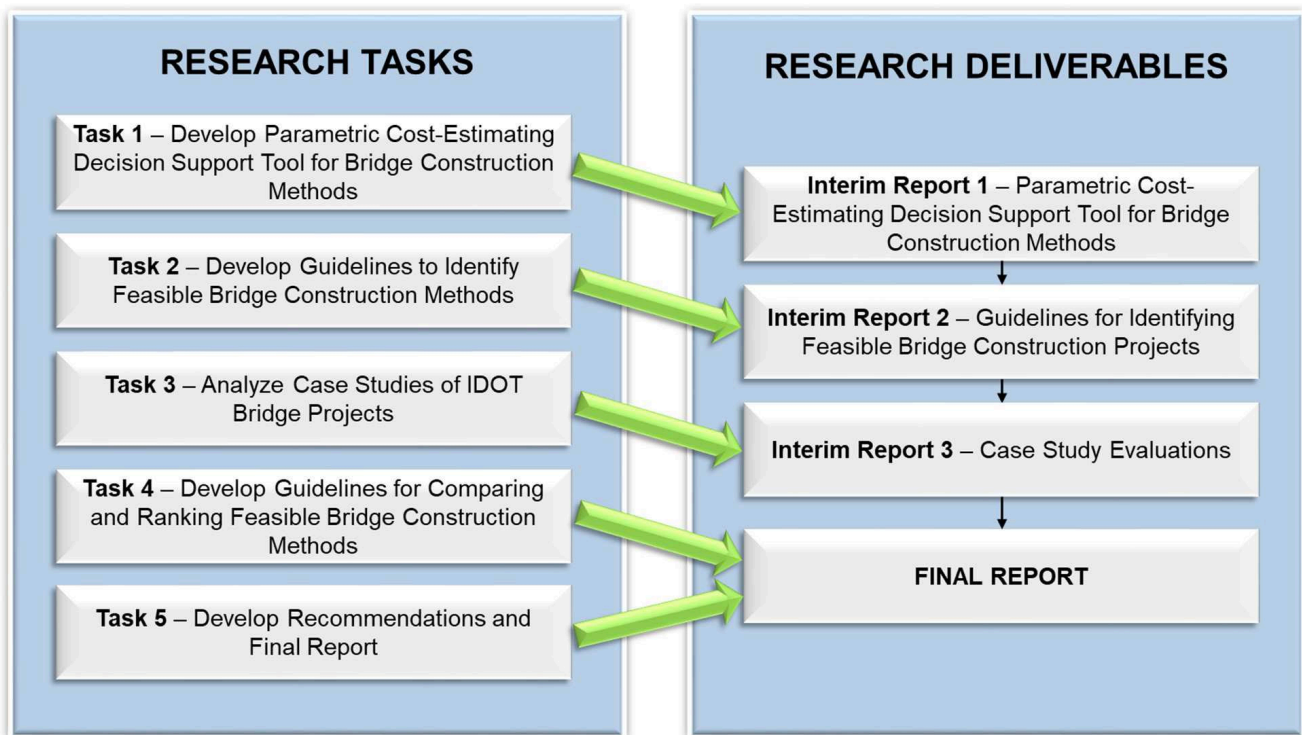 RESEARCH TASKS
Task 1 – Develop Parametric Cost-Estimating
Decision Support Tool for Bridge Construction
Methods
Task 2 – Develop Guidelines to Identify
Feasible Bridge Construction Methods
Task 3 – Analyze Case Studies of IDOT
Bridge Projects
Task 4 – Develop Guidelines for Comparing
and Ranking Feasible Bridge Construction
Methods
Task 5 – Develop Recommendations and
Final Report
RESEARCH DELIVERABLES
Interim Report 1 – Parametric Cost-
Estimating Decision Support Tool for Bridge
Construction Methods
Interim Report 2 – Guidelines for Identifying
Feasible Bridge Construction Projects
Interim Report 3 – Case Study Evaluations
FINAL REPORT